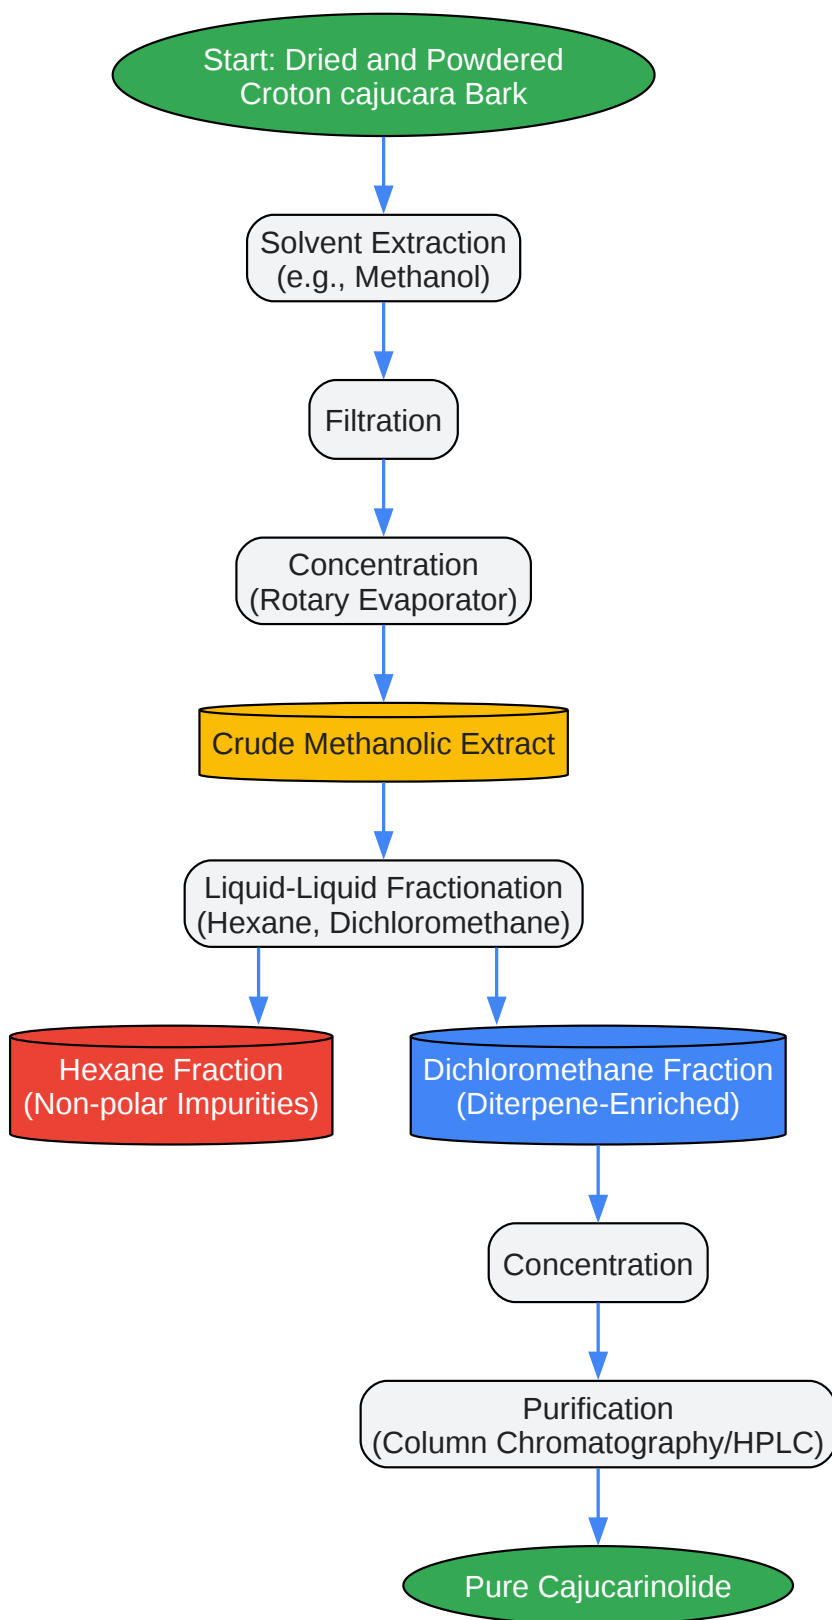 Start: Dried and Powdered
Croton cajucara Bark
Solvent Extraction
(e.g., Methanol)
Filtration
Concentration
(Rotary Evaporator)
Crude Methanolic Extract
Liquid-Liquid Fractionation
(Hexane, Dichloromethane)
Hexane Fraction
(Non-polar Impurities)
Dichloromethane Fraction
(Diterpene-Enriched)
Concentration
Purification
(Column Chromatography/HPLC)
Pure Cajucarinolide